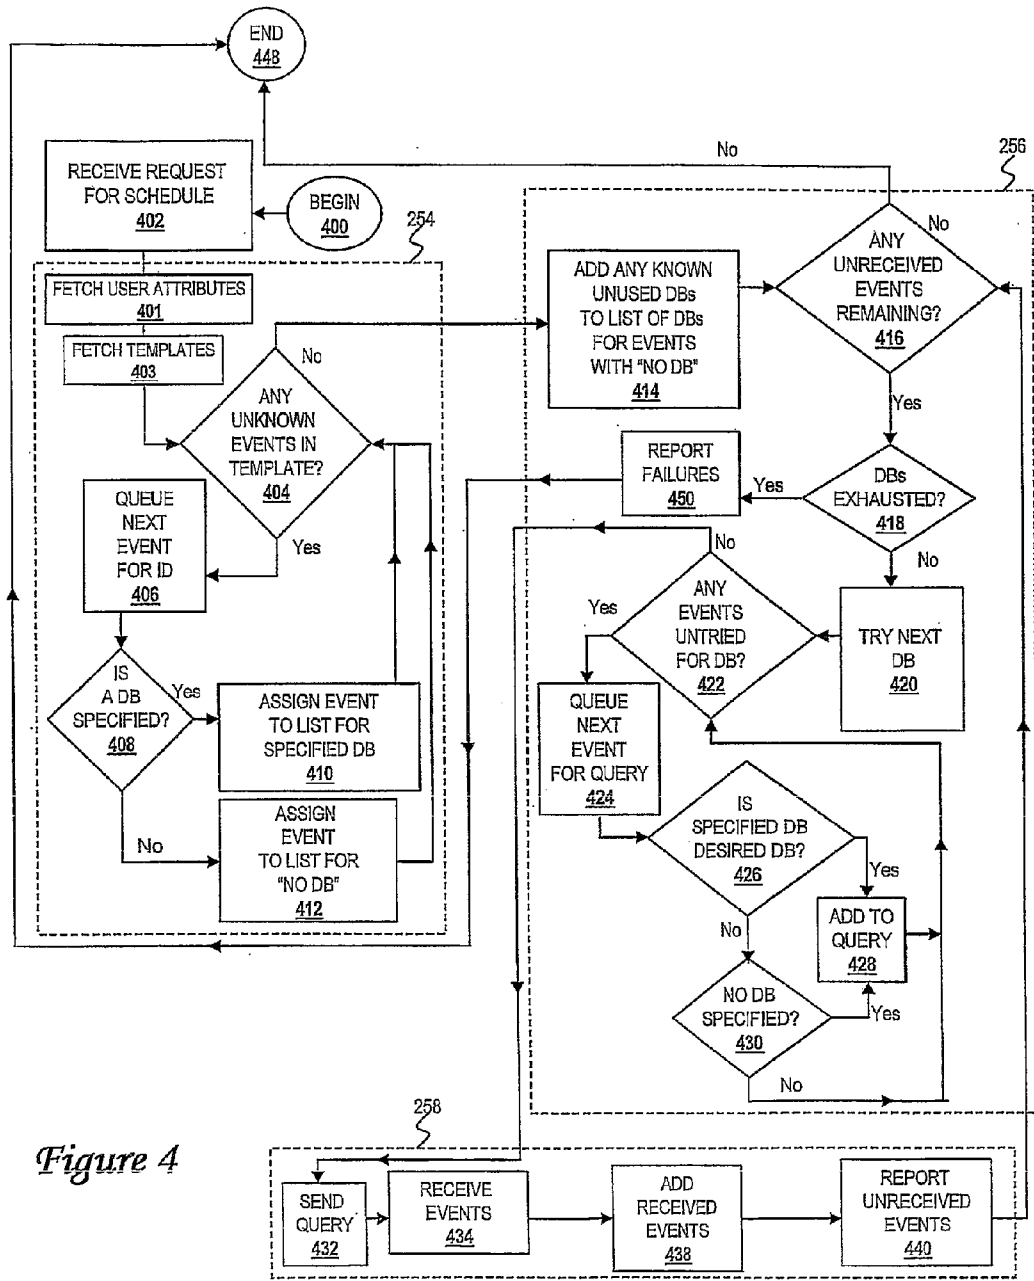 END
448
No
256
RECEIVE REQUEST
FOR SCHEDULE
402
BEGIN
400
254
FETCH USER ATTRIBUTES
401
FETCH TEMPLATES
403
No
ANY
UNKNOWN
EVENTS IN
TEMPLATE?
404
Yes
QUEUE
NEXT
EVENT
FOR ID
406
IS
A DB
SPECIFIED?
408
Yes
No
ASSIGN EVENT
TO LIST FOR
SPECIFIED DB
410
ASSIGN
EVENT
TO LIST FOR
"NO DB"
412
ADD ANY KNOWN
UNUSED DBs
TO LIST OF DBs
FOR EVENTS
WITH "NO DB"
414
No
ANY
UNRECEIVED
EVENTS
REMAINING?
416
Yes
REPORT
FAILURES
450
Yes
DBs
EXHAUSTED?
418
No
TRY NEXT
DB
420
No
ANY
EVENTS
UNTRIED
FOR DB?
422
Yes
QUEUE
NEXT
EVENT
FOR QUERY
424
IS
SPECIFIED DB
DESIRED DB?
426
Yes
No
ADD TO
QUERY
428
NO DB
SPECIFIED?
430
Yes
No
258
Figure 4
SEND
QUERY
432
RECEIVE
EVENTS
434
ADD
RECEIVED
EVENTS
438
REPORT
UNRECEIVED
EVENTS
440